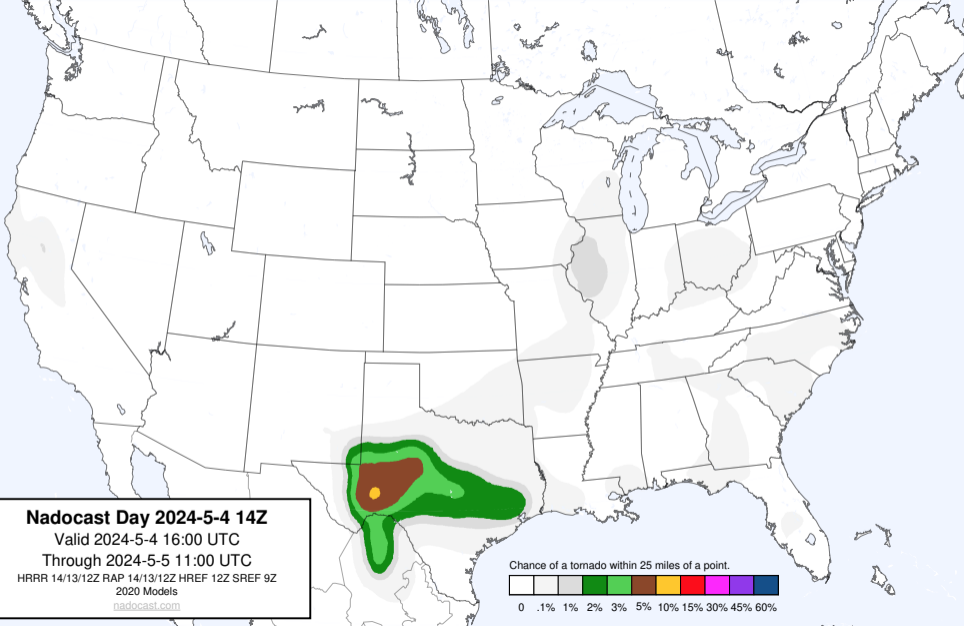 Nadocast Day 2024-5-4 14Z
Valid 2024-5-4 16:00 UTC
Through 2024-5-5 11:00 UTC
HRRR 14/13/12Z RAP 14/13/12Z HREF 12Z SREF 9Z
2020 Models
nadocast.com
Chance of a tornado within 25 miles of a point.
0 .1% 1% 2% 3% 5% 10% 15% 30% 45% 60%